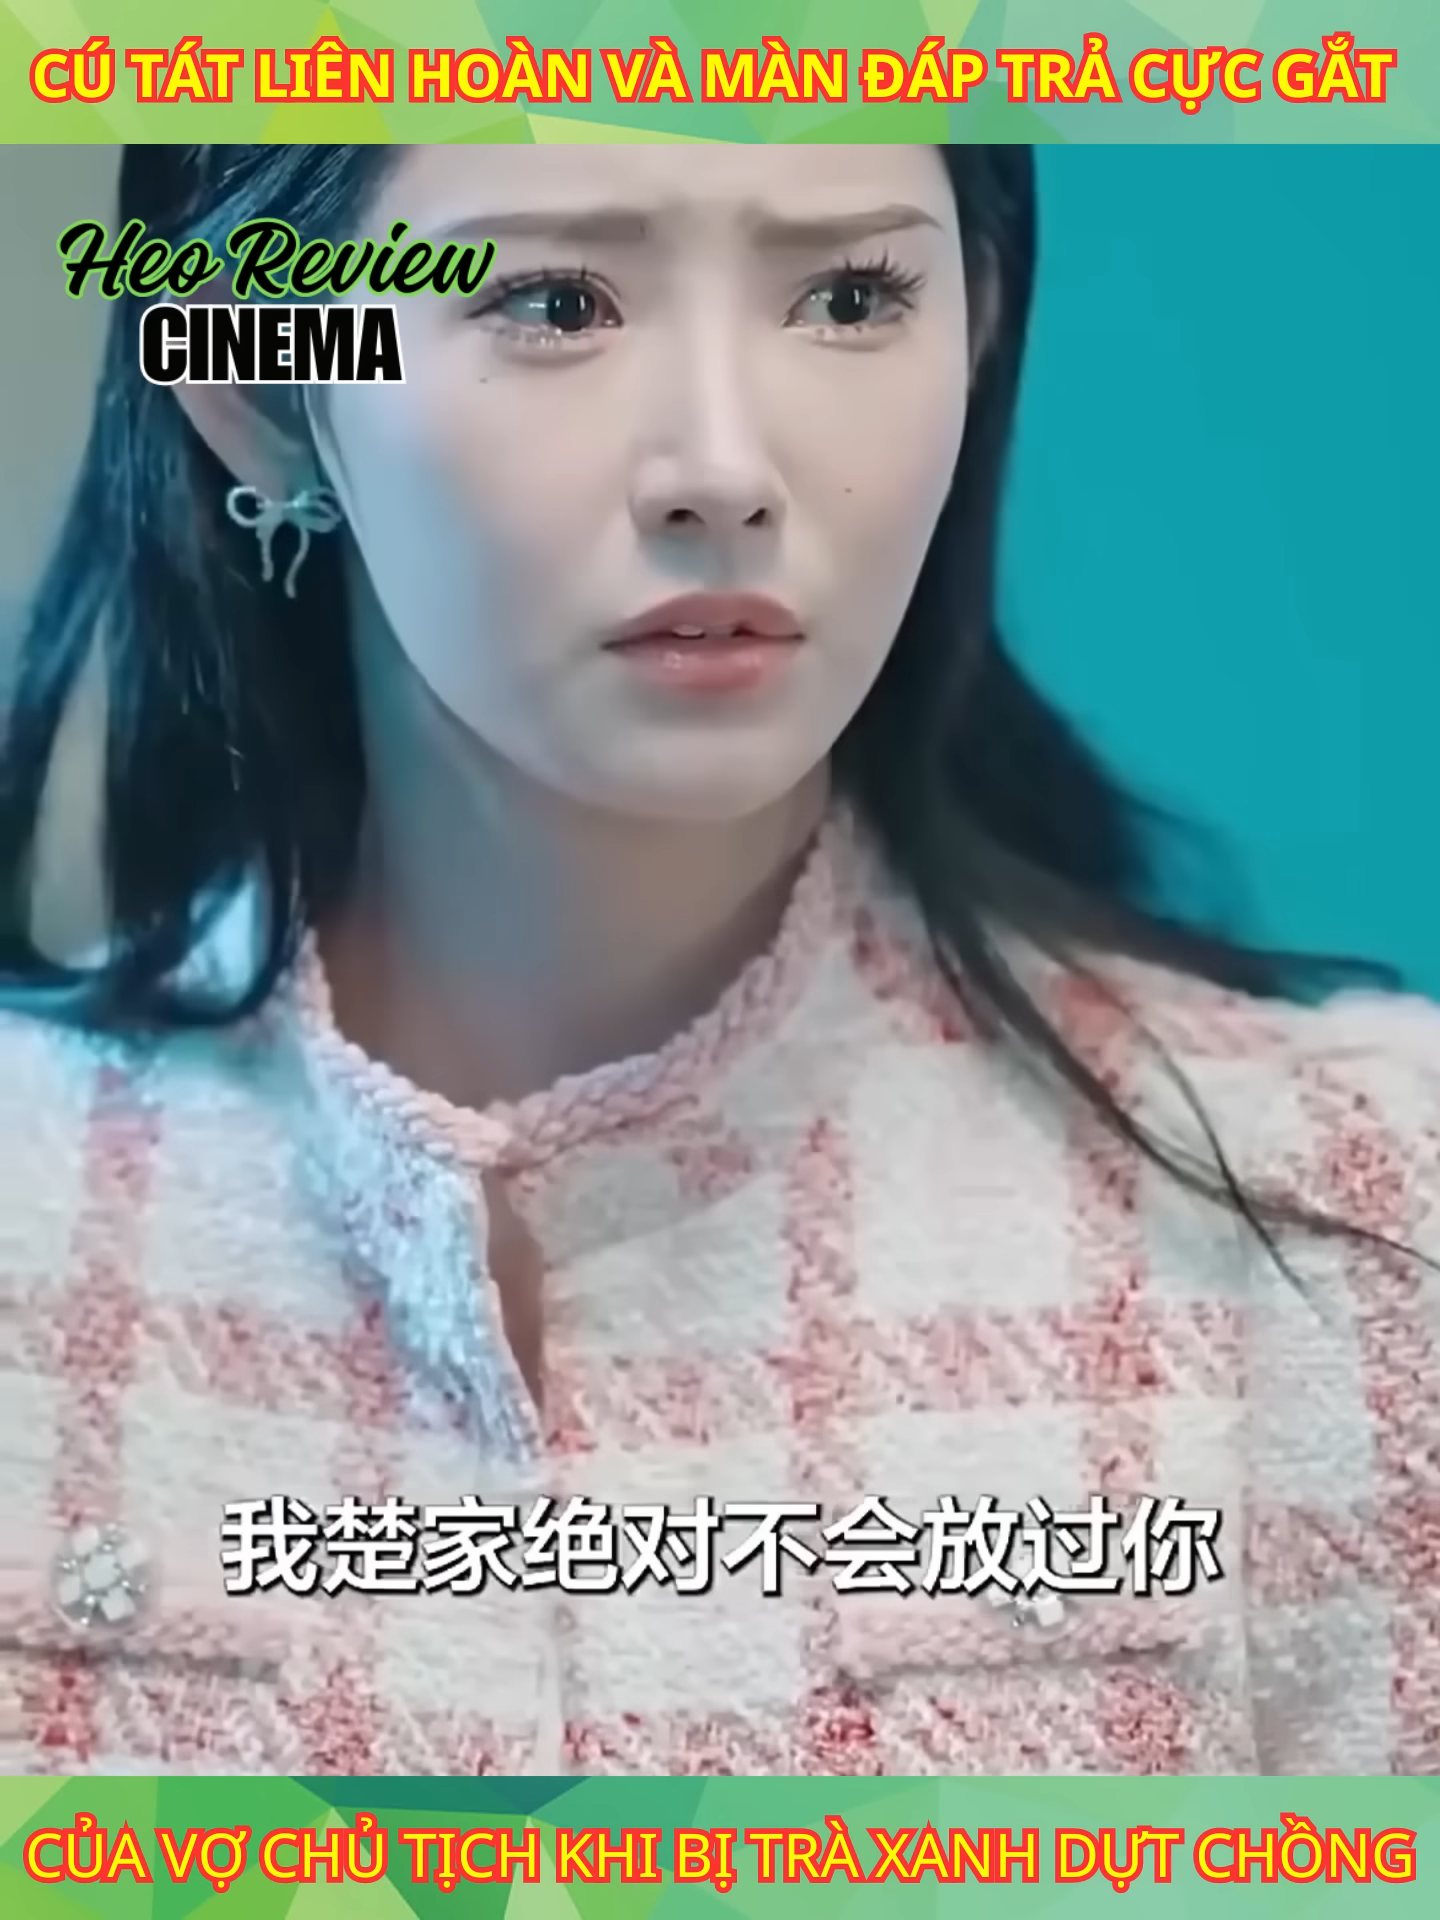 CÚ TÁT LIÊN HOÀN VÀ MÀN ĐÁP TRẢ CỰC GẮT
Heo Review
CINEMA
我楚家绝对不会放过你
CỦA VỢ CHỦ TỊCH KHI BỊ TRÀ XANH DỰT CHỒNG